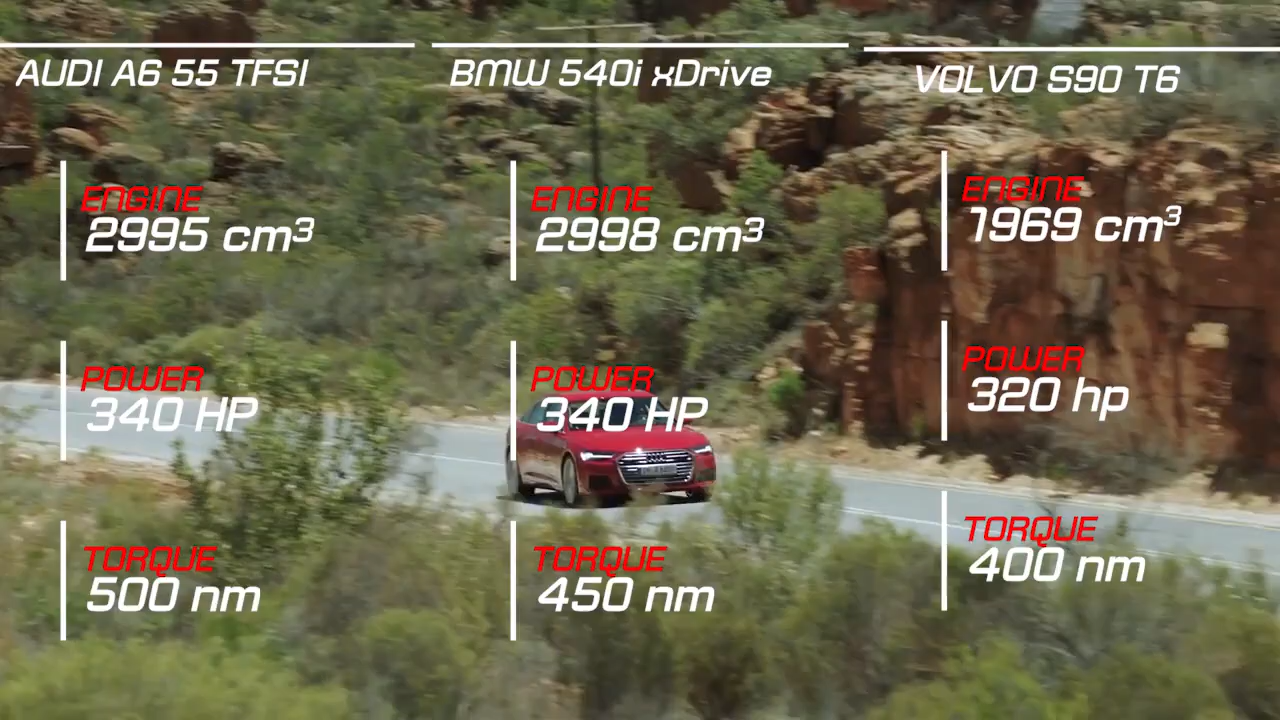 AUDI A6 55 TFSI
ENGINE
2995 cm³
POWER
340 HP
TORQUE
500 nm
BMW 540i xDrive
ENGINE
2998 cm³
POWER
340 HP
TORQUE
450 nm
VOLVO S90 T6
ENGINE
1969 cm³
POWER
320 hp
TORQUE
400 nm